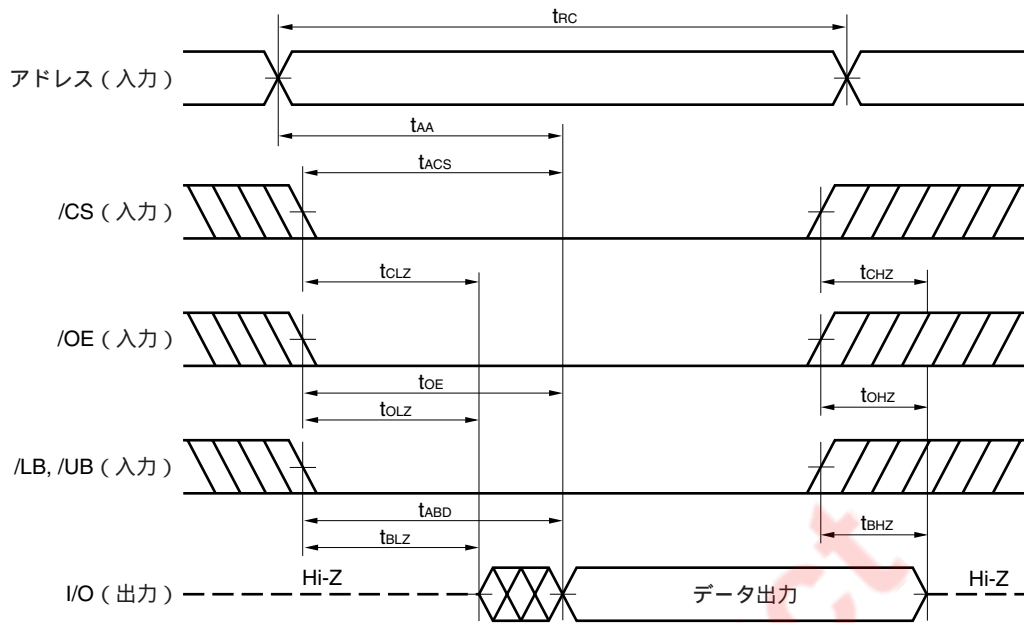 tRC
アドレス（入力）
tAA
tACS
/CS（入力）
tCLZ
tCHZ
/OE（入力）
tOE
tOLZ
tOHZ
/LB, /UB（入力）
tABD
tBLZ
tBHZ
I/O（出力）
Hi-Z
データ出力
Hi-Z
ct